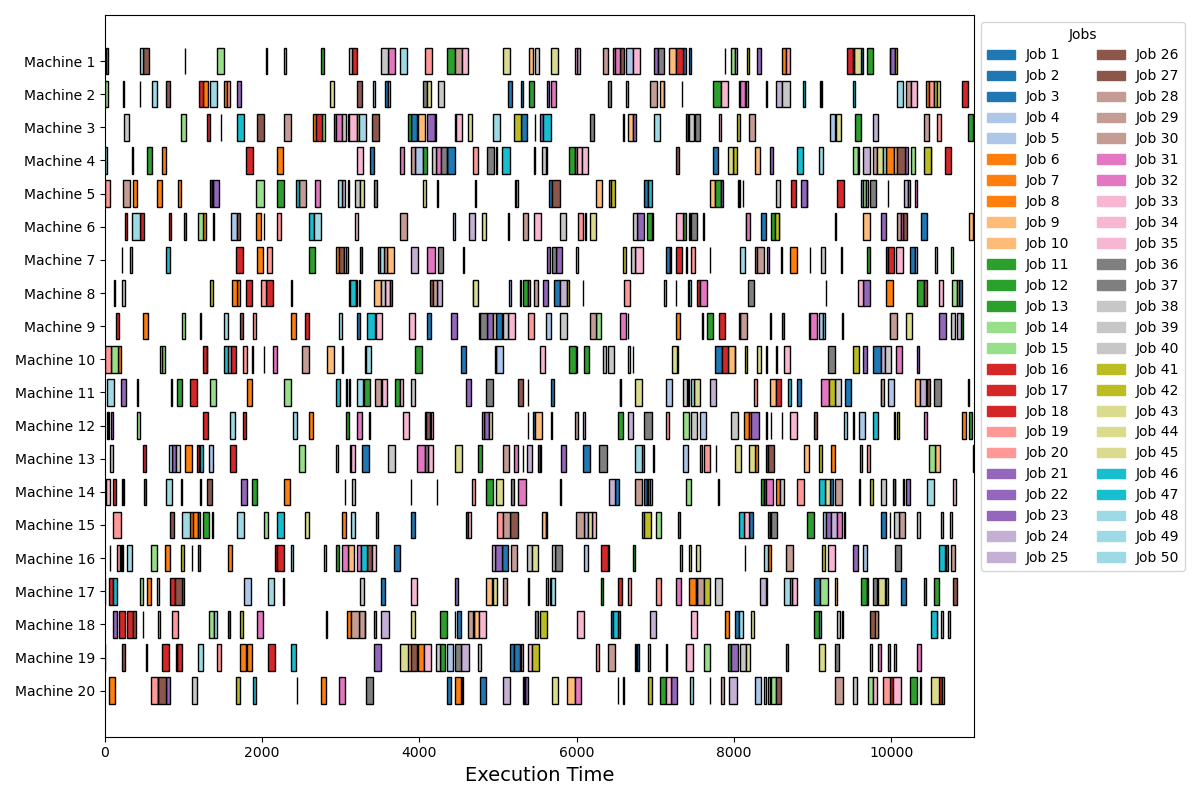 Machine 1
Machine 2
Machine 3
Machine 4
Machine 5
Machine 6
Machine 7
Machine 8
Machine 9
Machine 10
Machine 11
Machine 12
Machine 13
Machine 14
Machine 15
Machine 16
Machine 17
Machine 18
Machine 19
Machine 20
0 2000 4000 6000 8000 10000
Execution Time
Jobs
Job 1
Job 2
Job 3
Job 4
Job 5
Job 6
Job 7
Job 8
Job 9
Job 10
Job 11
Job 12
Job 13
Job 14
Job 15
Job 16
Job 17
Job 18
Job 19
Job 20
Job 21
Job 22
Job 23
Job 24
Job 25
Job 26
Job 27
Job 28
Job 29
Job 30
Job 31
Job 32
Job 33
Job 34
Job 35
Job 36
Job 37
Job 38
Job 39
Job 40
Job 41
Job 42
Job 43
Job 44
Job 45
Job 46
Job 47
Job 48
Job 49
Job 50